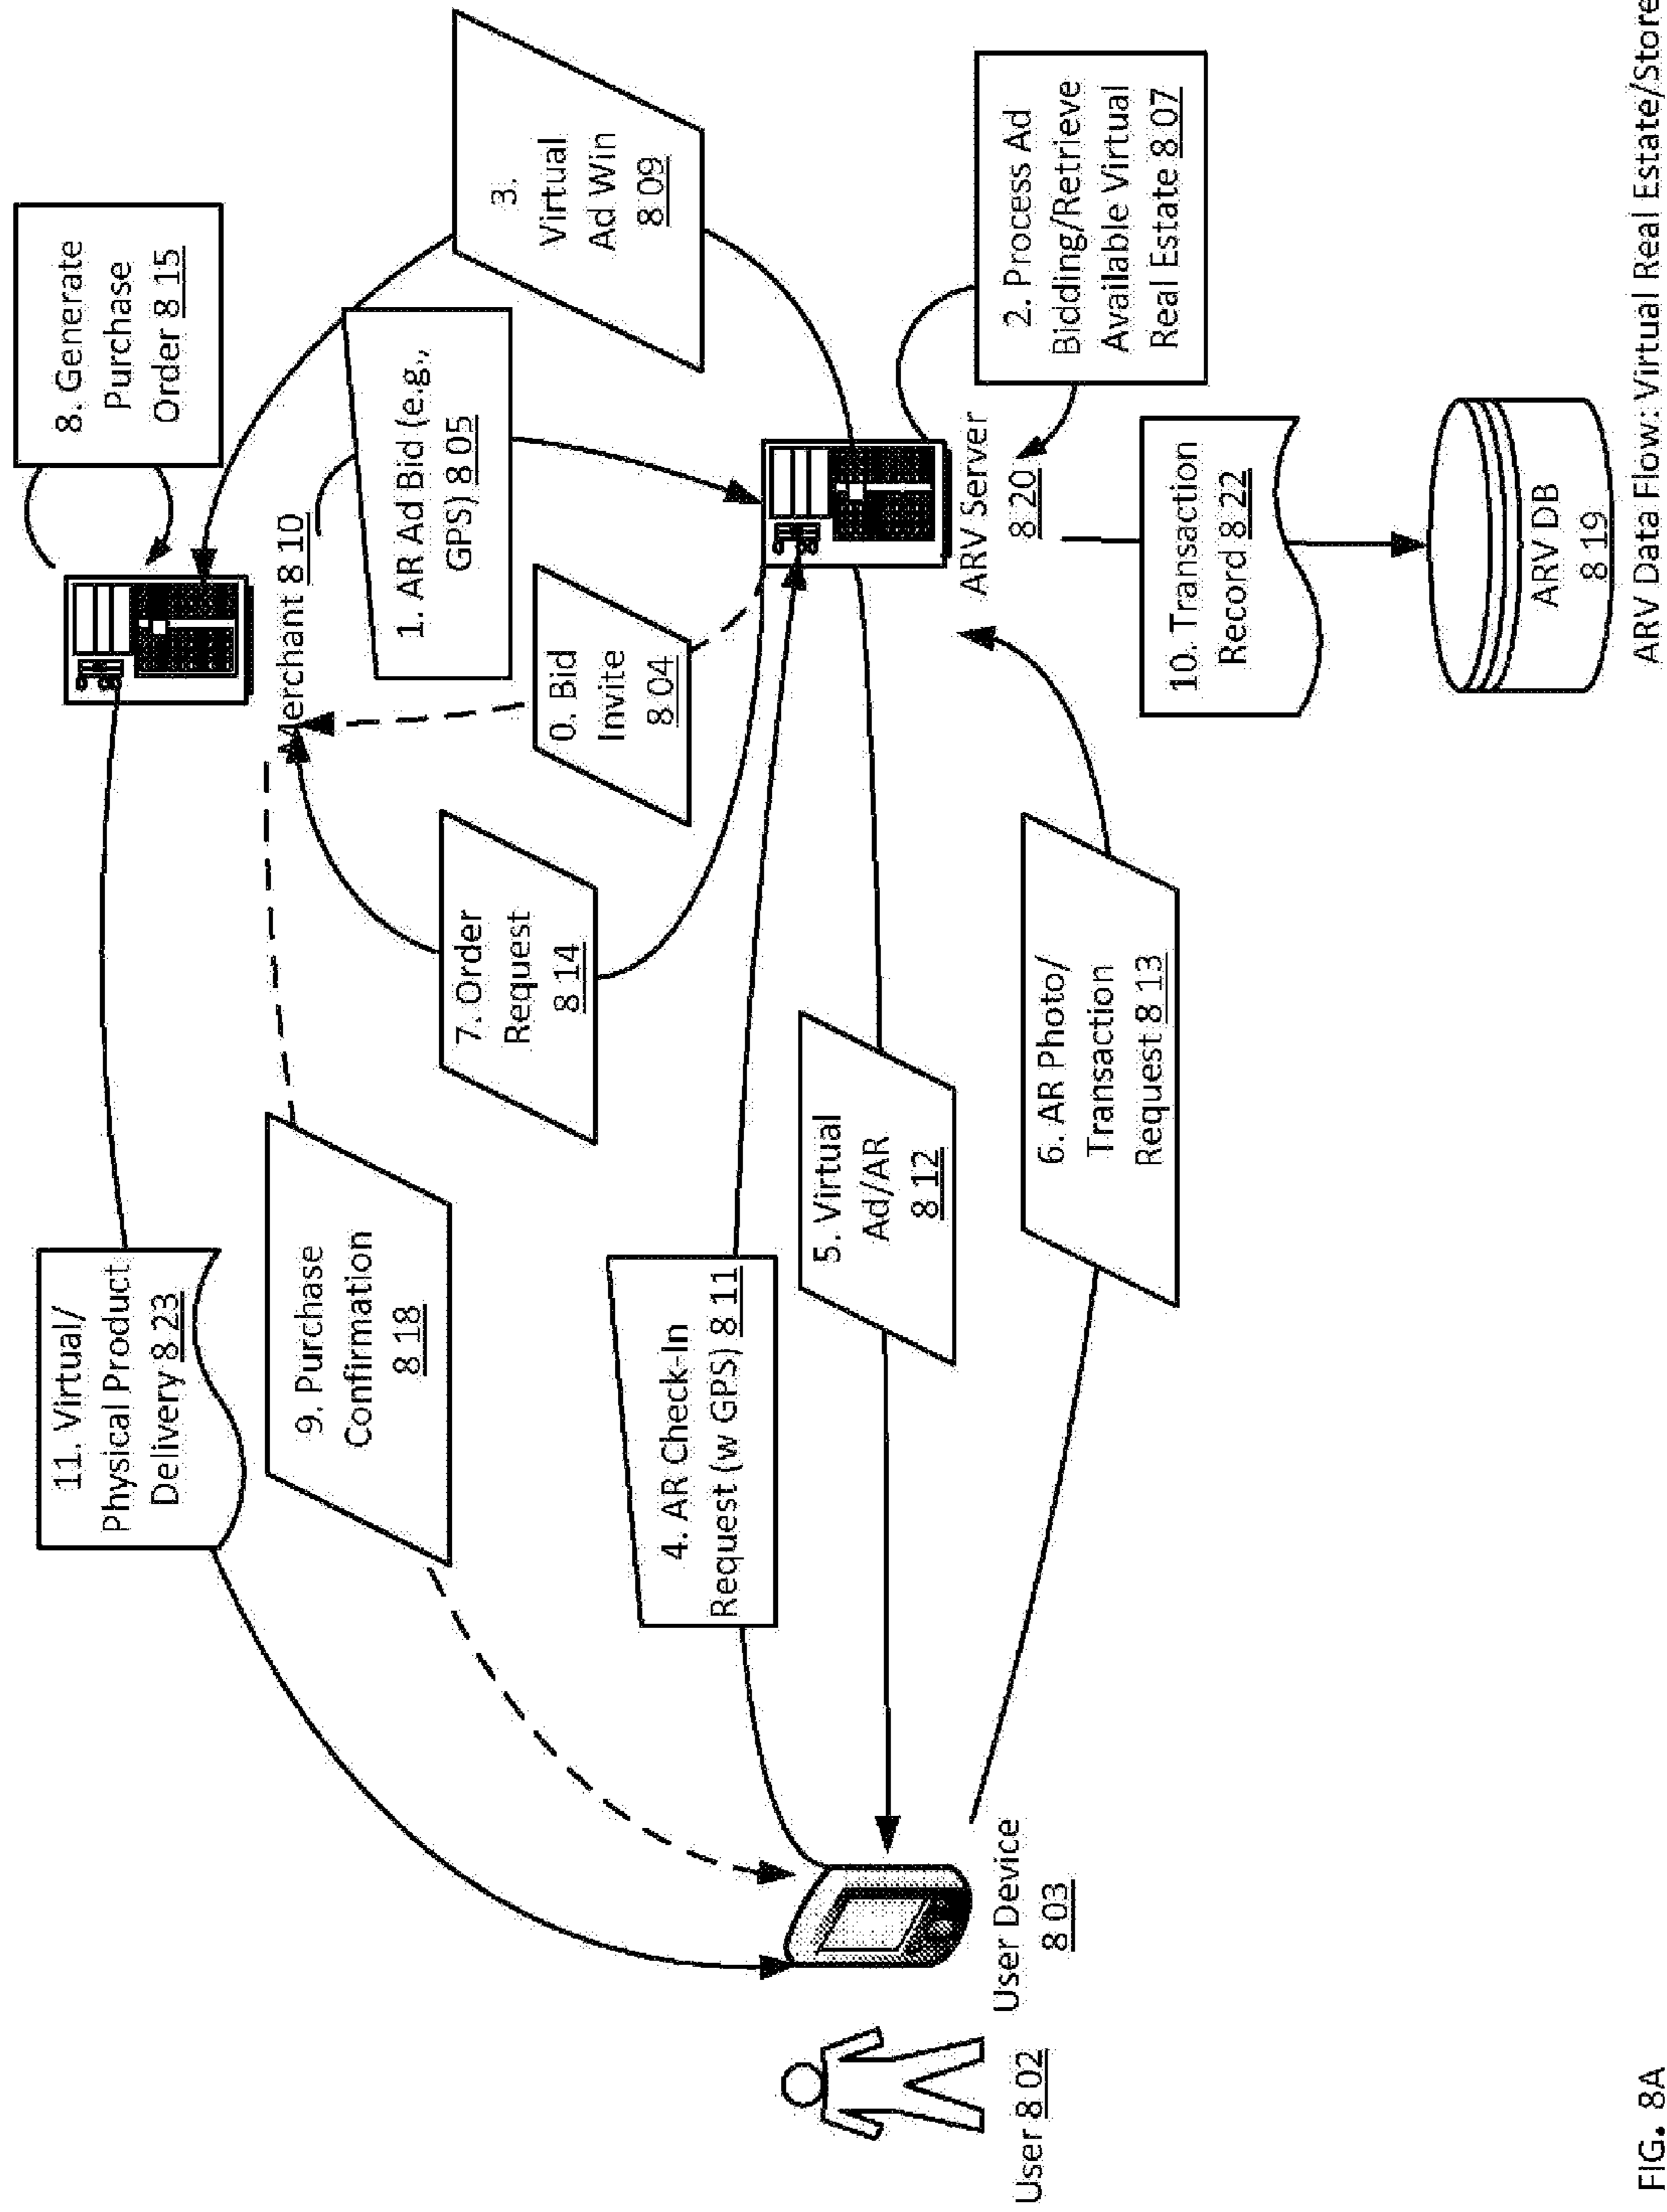 11. Virtual/
Physical Product
Delivery 8 23
8. Generate
Purchase
Order 8 15
9. Purchase
Confirmation
8 18
Merchant 8 10
1. AR Ad Bid (e.g.,
GPS) 8 05
3.
Virtual
Ad Win
8 09
7. Order
Request
8 14
0. Bid
Invite
8 04
4. AR Check-In
Request (w GPS) 8 11
5. Virtual
Ad/AR
8 12
6. AR Photo/
Transaction
Request 8 13
ARV Server
8 20
2. Process Ad
Bidding/Retrieve
Available Virtual
Real Estate 8 07
User 8 02
User Device
8 03
10. Transaction
Record 8 22
ARV DB
8 19
FIG. 8A
ARV Data Flow: Virtual Real Estate/Store